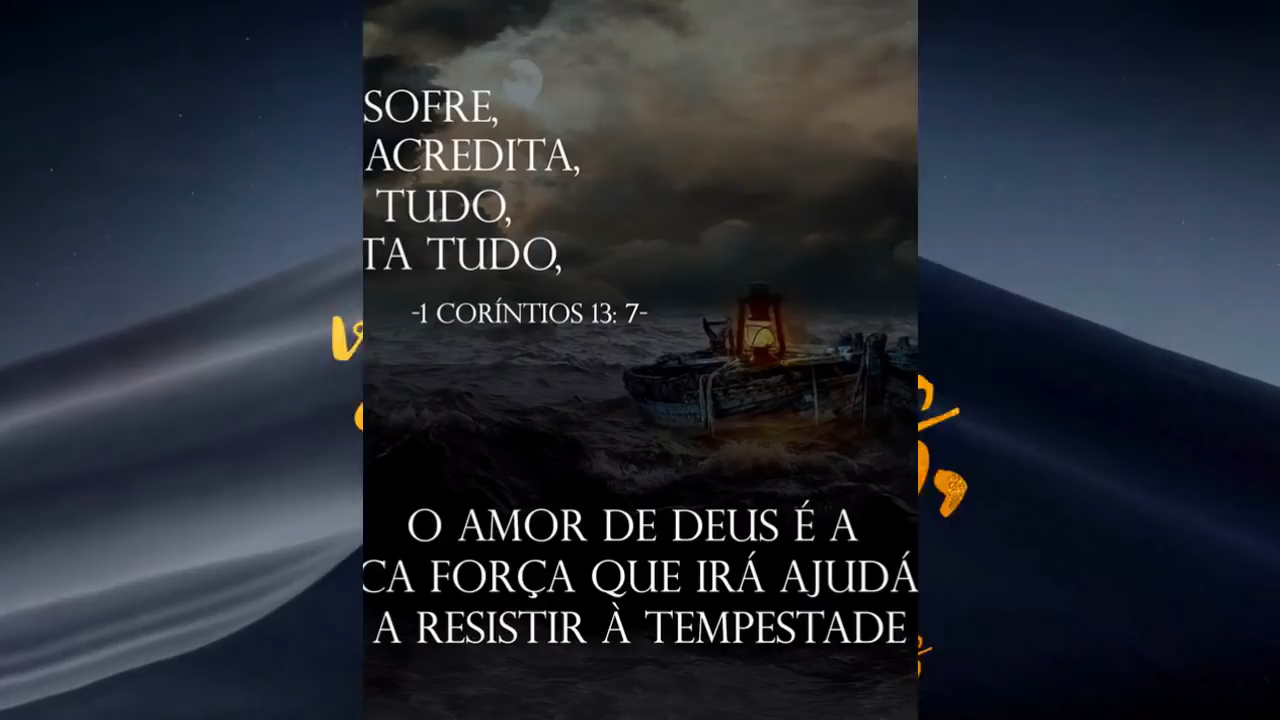 SOFRE,
ACREDITA,
TUDO,
TA TUDO,
-1 CORÍNTIOS 13: 7-
O AMOR DE DEUS É A
CA FORÇA QUE IRÁ AJUDÁ
A RESISTIR À TEMPESTADE